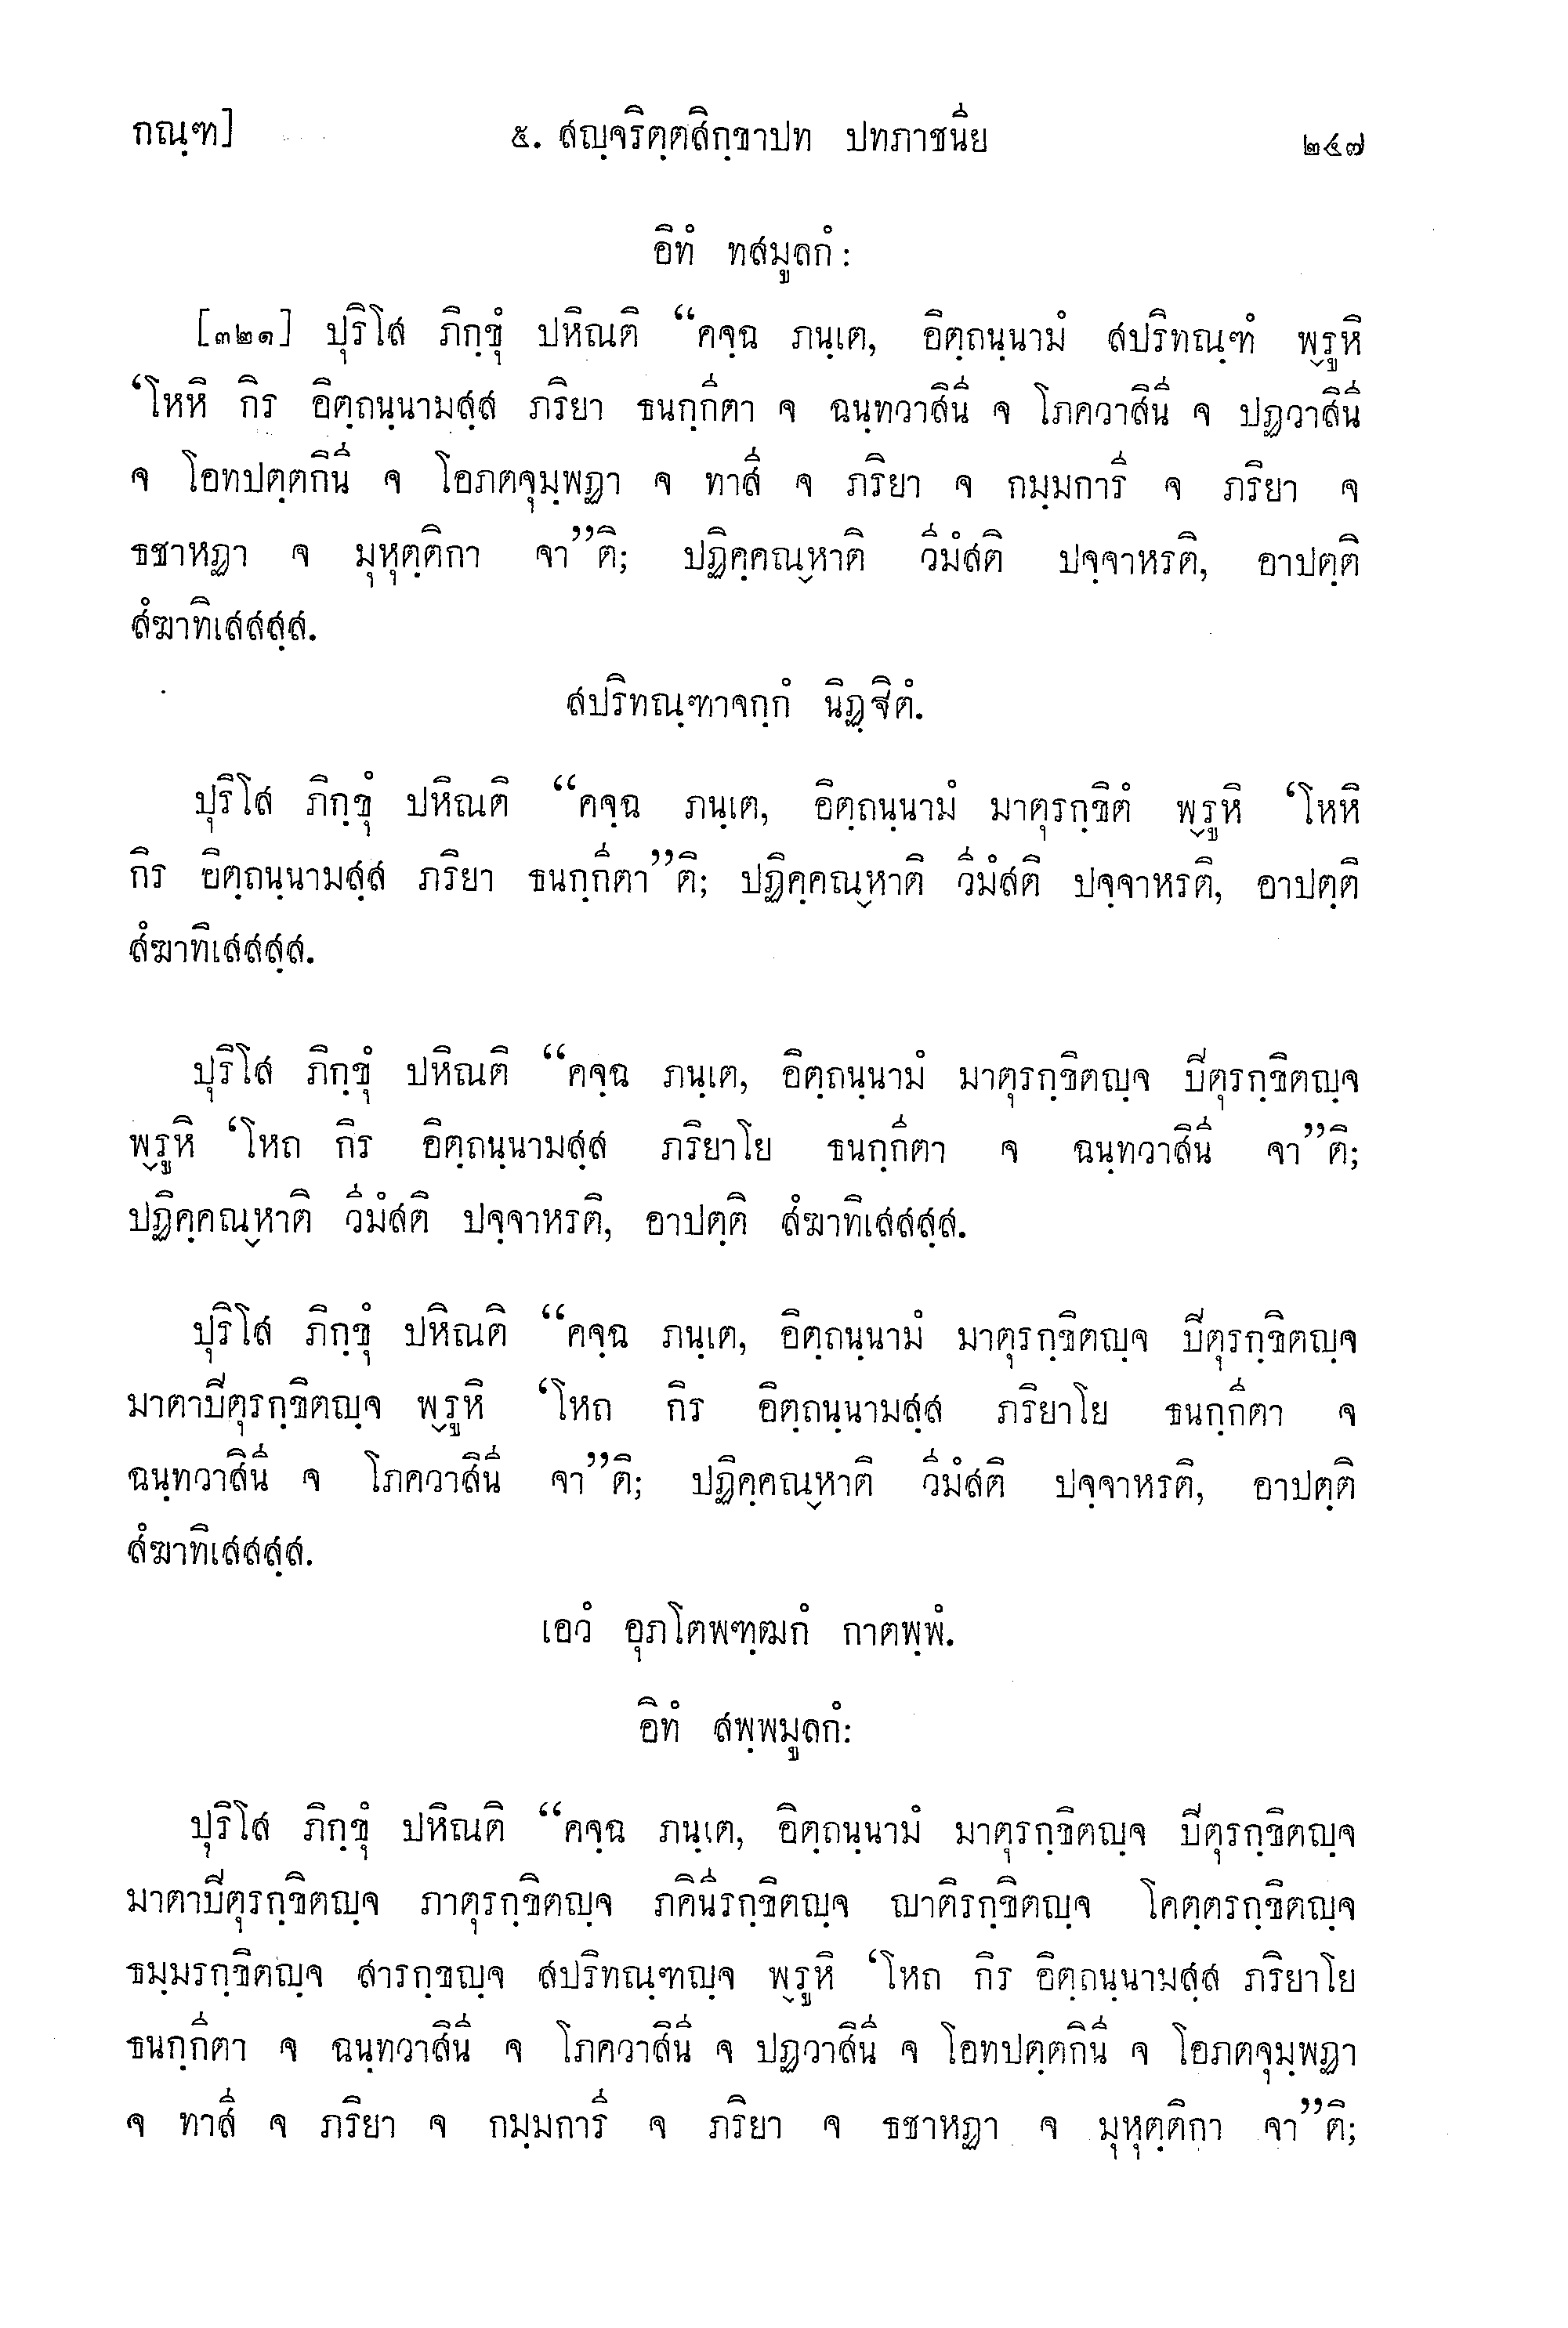 กณฺฑ] ๕. สญฺจริตฺตสิกฺขาปท ปทภาชนีย ๒๔๗
อิทํ ทสมูลกํ:
[๓๒๑] ปุริโส ภิกฺขุํ ปหิณติ “คจฺฉ ภนฺเต, อิตฺถนฺนามํ สปริทณฺฑํ พฺรูหิ
‘โหหิ กิร อิตฺถนฺนามสฺส ภริยา ธนกฺกีตา จ ฉนฺทวาสินี จ โภควาสินี จ ปฏวาสินี
จ โอทปตฺตกินี จ โอภตจุมฺพฏา จ ทาสี จ ภริยา จ กมฺมการี จ ภริยา จ
ธชาหฏา จ มุหุตฺติกา จา”ติ; ปฏิคฺคณฺหาติ วีมํสติ ปจฺจาหรติ, อาปตฺติ
สํฆาทิเสสสฺส.
สปริทณฺฑาจกฺกํ นิฏฺฐิตํ.
ปุริโส ภิกฺขุํ ปหิณติ “คจฺฉ ภนฺเต, อิตฺถนฺนามํ มาตุรกฺขิตํ พฺรูหิ ‘โหหิ
กิร อิตฺถนฺนามสฺส ภริยา ธนกฺกีตา”ติ; ปฏิคฺคณฺหาติ วีมํสติ ปจฺจาหรติ, อาปตฺติ
สํฆาทิเสสสฺส.
ปุริโส ภิกฺขุํ ปหิณติ “คจฺฉ ภนฺเต, อิตฺถนฺนามํ มาตุรกฺขิตญฺจ ปีตุรกฺขิตญฺจ
พฺรูหิ ‘โหถ กิร อิตฺถนฺนามสฺส ภริยาโย ธนกฺกีตา จ ฉนฺทวาสินี จา”ติ;
ปฏิคฺคณฺหาติ วีมํสติ ปจฺจาหรติ, อาปตฺติ สํฆาทิเสสสฺส.
ปุริโส ภิกฺขุํ ปหิณติ “คจฺฉ ภนฺเต, อิตฺถนฺนามํ มาตุรกฺขิตญฺจ ปีตุรกฺขิตญฺจ
มาตาปีตุรกฺขิตญฺจ พฺรูหิ ‘โหถ กิร อิตฺถนฺนามสฺส ภริยาโย ธนกฺกีตา จ
ฉนฺทวาสินี จ โภควาสินี จา”ติ; ปฏิคฺคณฺหาติ วีมํสติ ปจฺจาหรติ, อาปตฺติ
สํฆาทิเสสสฺส.
เอวํ อุภโตพฑฺฒกํ กาตพฺพํ.
อิทํ สพฺพมูลกํ:
ปุริโส ภิกฺขุํ ปหิณติ “คจฺฉ ภนฺเต, อิตฺถนฺนามํ มาตุรกฺขิตญฺจ ปีตุรกฺขิตญฺจ
มาตาปีตุรกฺขิตญฺจ ภาตุรกฺขิตญฺจ ภคินีรกฺขิตญฺจ ญาติรกฺขิตญฺจ โคตฺตรกฺขิตญฺจ
ธมฺมรกฺขิตญฺจ สารกฺขญฺจ สปริทณฺฑญฺจ พฺรูหิ ‘โหถ กิร อิตฺถนฺนามสฺส ภริยาโย
ธนกฺกีตา จ ฉนฺทวาสินี จ โภควาสินี จ ปฏวาสินี จ โอทปตฺตกินี จ โอภตจุมฺพฏา
จ ทาสี จ ภริยา จ กมฺมการี จ ภริยา จ ธชาหฏา จ มุหุตฺติกา จา”ติ;